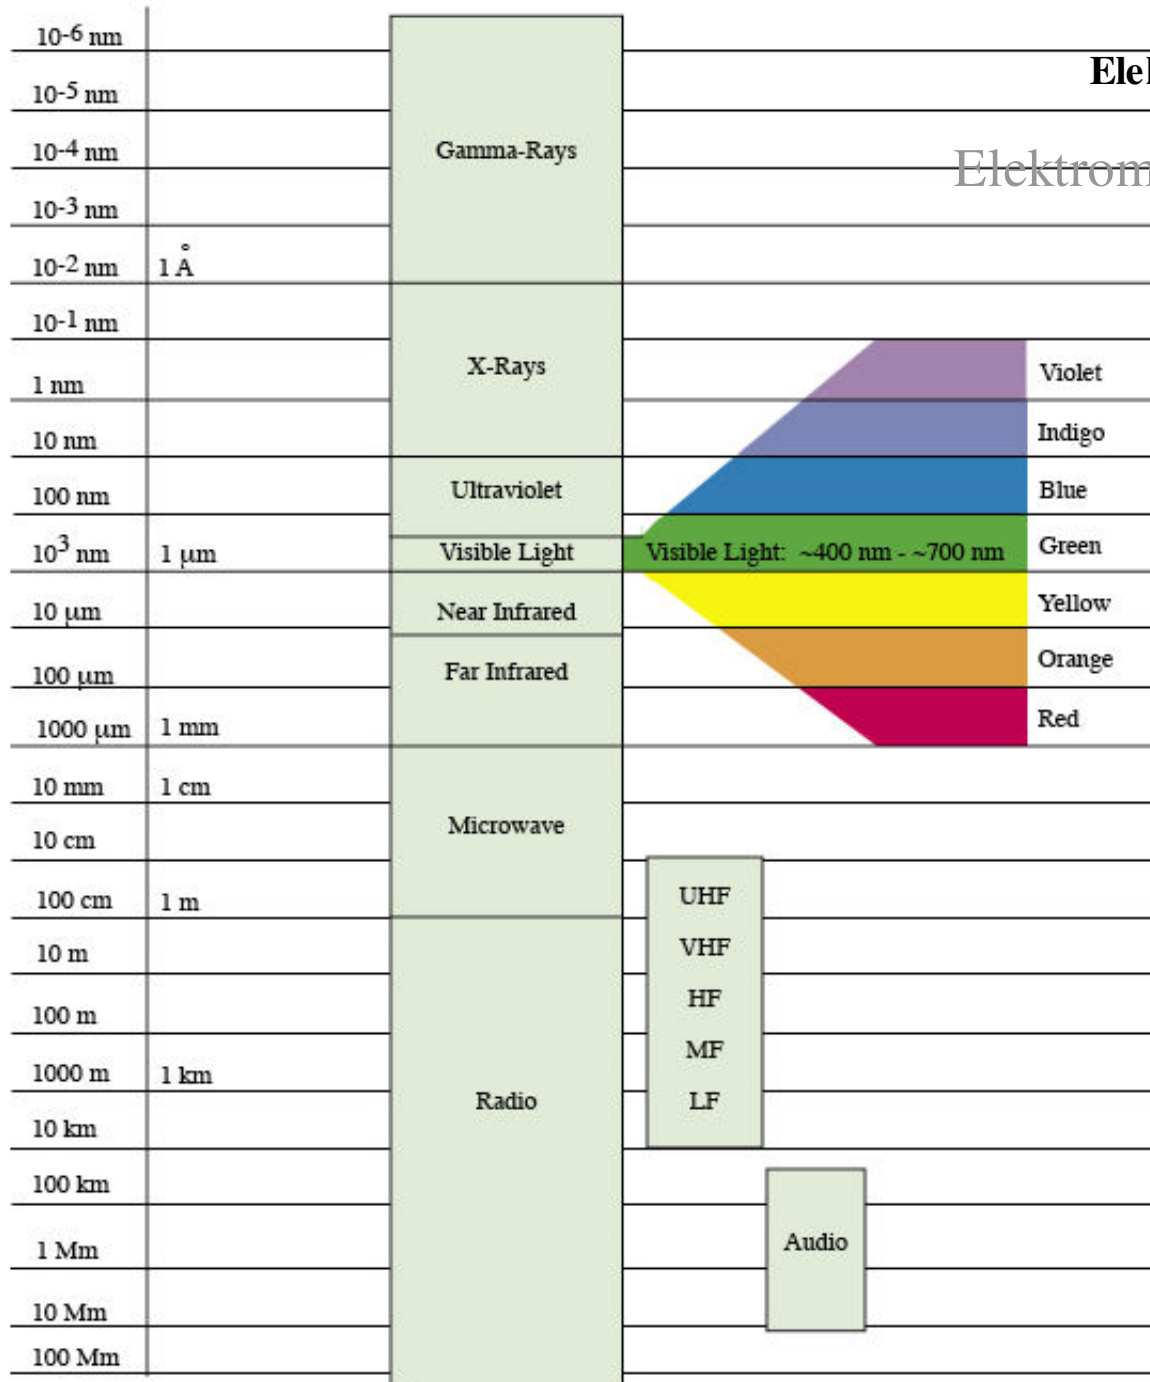 10-6 nm
Elel
10-5 nm
10-4 nm
Gamma-Rays
Elektrom
10-3 nm
10-2 nm 1 Å
10-1 nm
X-Rays
Violet
1 nm
Indigo
10 nm
Ultraviolet
Blue
100 nm
103 nm 1 µm Visible Light Visible Light: ~400 nm - ~700 nm Green
10 µm Near Infrared Yellow
100 µm Far Infrared Orange
1000 µm 1 mm Red
10 mm 1 cm
Microwave
10 cm
100 cm 1 m UHF
10 m VHF
HF
100 m
MF
1000 m 1 km
Radio LF
10 km
100 km
Audio
1 Mm
10 Mm
100 Mm